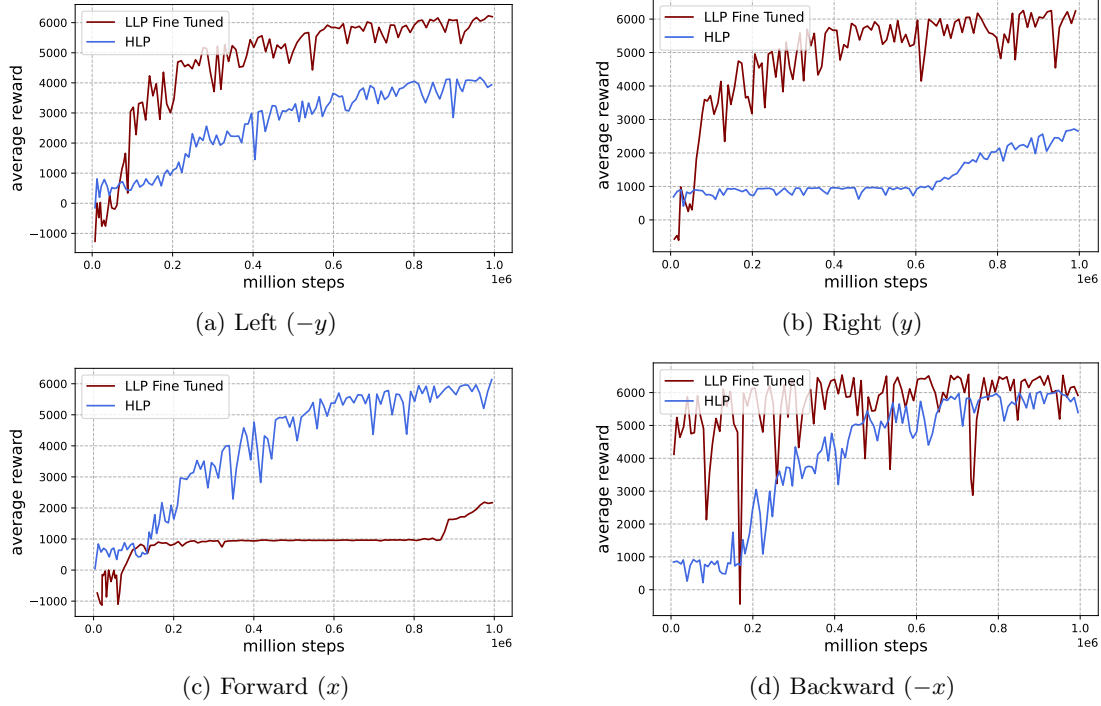 LLP Fine Tuned
HLP
6000
5000
4000
3000
2000
1000
0
−1000
average reward
0.0 0.2 0.4 0.6 0.8 1.0
1e6
million steps
(a) Left (−y)
LLP Fine Tuned
HLP
6000
5000
4000
3000
2000
1000
0
average reward
0.0 0.2 0.4 0.6 0.8 1.0
1e6
million steps
(b) Right (y)
LLP Fine Tuned
HLP
6000
5000
4000
3000
2000
1000
0
−1000
average reward
0.0 0.2 0.4 0.6 0.8 1.0
1e6
million steps
(c) Forward (x)
LLP Fine Tuned
HLP
6000
5000
4000
3000
2000
1000
0
average reward
0.0 0.2 0.4 0.6 0.8 1.0
1e6
million steps
(d) Backward (−x)